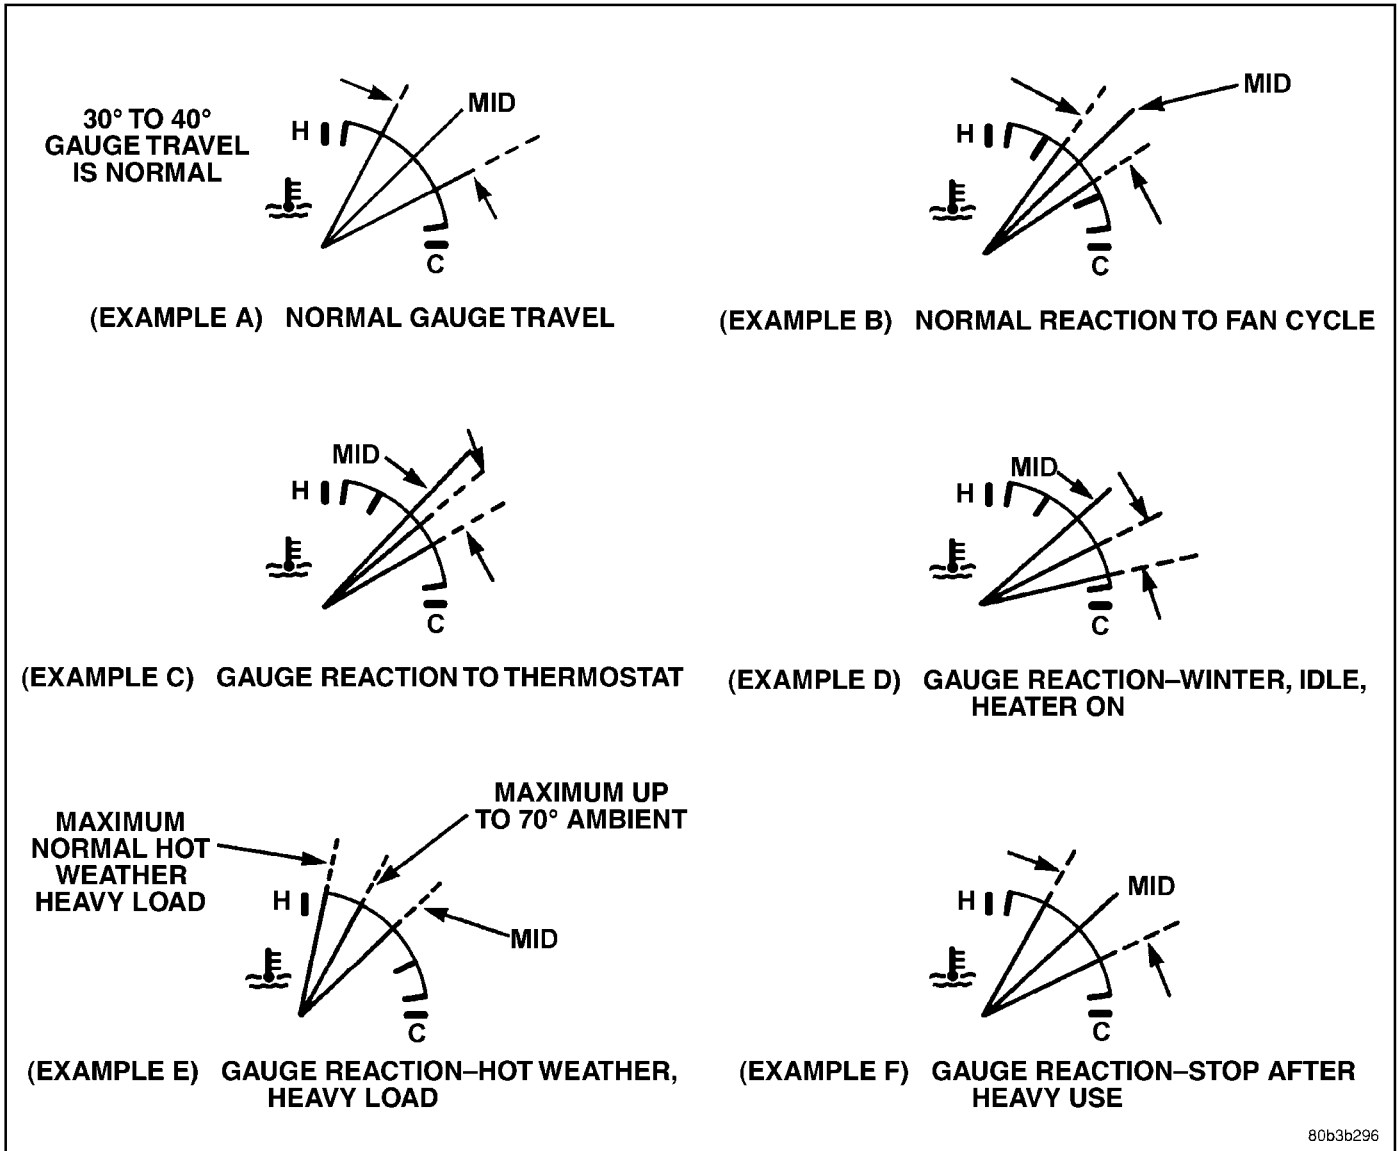 30° TO 40°
GAUGE TRAVEL
IS NORMAL
H
MID
C
(EXAMPLE A) NORMAL GAUGE TRAVEL
H
MID
C
(EXAMPLE B) NORMAL REACTION TO FAN CYCLE
MID
H
C
(EXAMPLE C) GAUGE REACTION TO THERMOSTAT
MID
H
C
(EXAMPLE D) GAUGE REACTION–WINTER, IDLE,
HEATER ON
MAXIMUM
NORMAL HOT
WEATHER
HEAVY LOAD
MAXIMUM UP
TO 70° AMBIENT
H
MID
C
(EXAMPLE E) GAUGE REACTION–HOT WEATHER,
HEAVY LOAD
H
MID
C
(EXAMPLE F) GAUGE REACTION–STOP AFTER
HEAVY USE
80b3b296